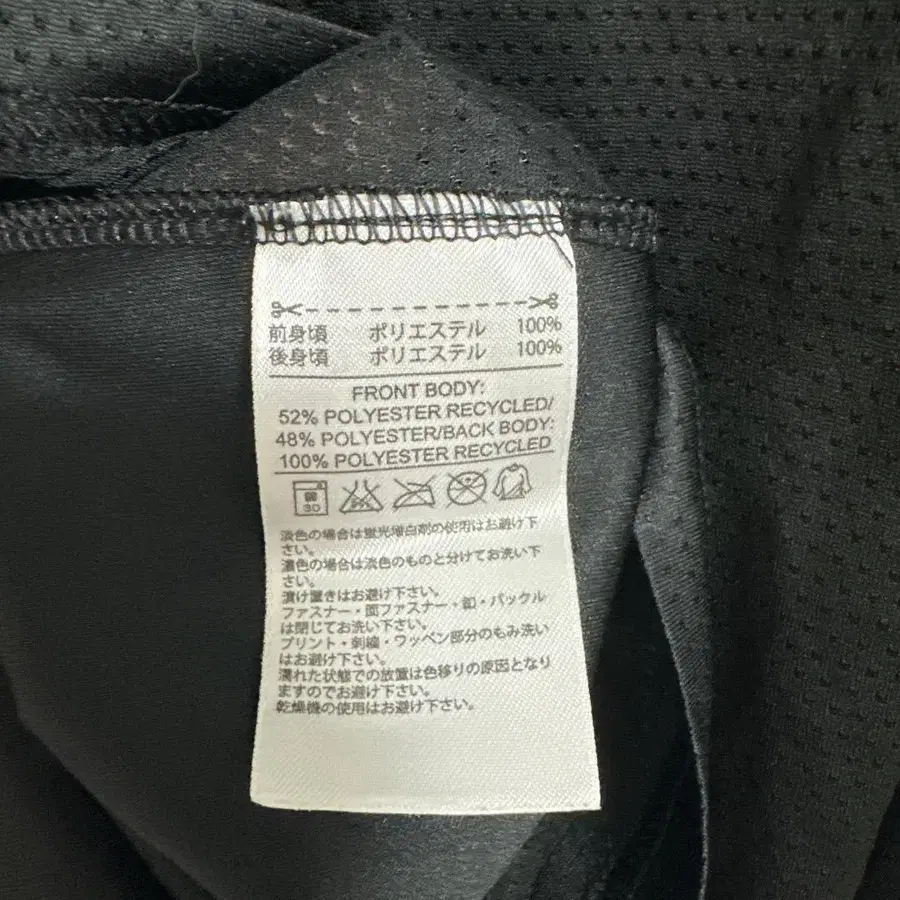 前身頃 ポリエステル 100%
後身頃 ポリエステル 100%
FRONT BODY:
52% POLYESTER RECYCLED/
48% POLYESTER/BACK BODY:
100% POLYESTER RECYCLED
弱
30
淡色の場合は蛍光増白剤の使用はお避け下
さい。
濃色の場合は淡色のものと分けてお洗い下
さい。
漬け置きはお避け下さい。
ファスナー・面ファスナー・釦・バックル
は閉じてお洗い下さい。
プリント・刺繍・ワッペン部分のもみ洗い
はお避け下さい。
濡れた状態での放置は色移りの原因となり
ますのでお避け下さい。
乾燥機の使用はお避け下さい。